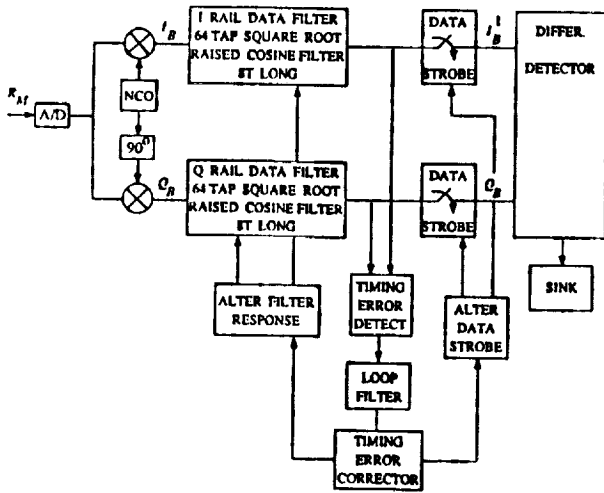 I RAIL DATA FILTER
64 TAP SQUARE ROOT
RAISED COSINE FILTER
8T LONG
DATA
STROBE
DIFFER.
DETECTOR
I_B
I_B^1
R_M
A/D
NCO
90°
Q RAIL DATA FILTER
64 TAP SQUARE ROOT
RAISED COSINE FILTER
8T LONG
DATA
STROBE
Q_B
Q_B
SINK
ALTER FILTER
RESPONSE
TIMING
ERROR
DETECT
ALTER
DATA
STROBE
LOOP
FILTER
TIMING
ERROR
CORRECTOR